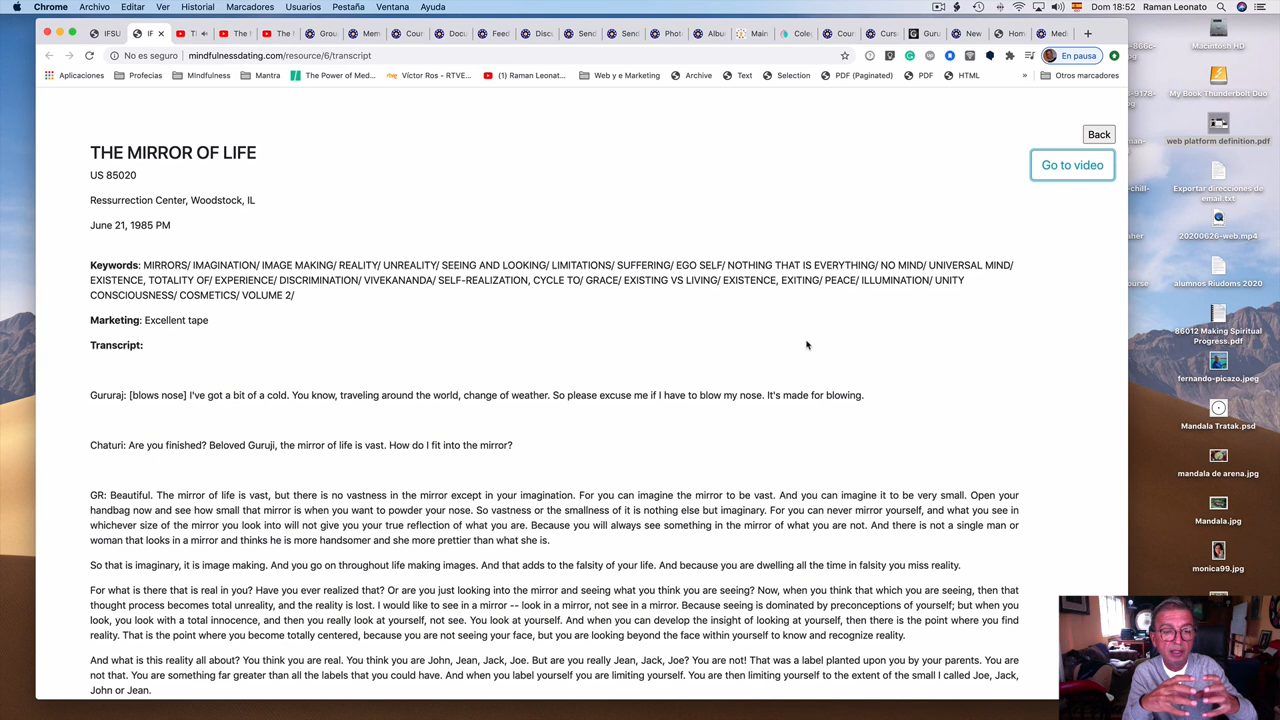 Chrome Archivo Editar Ver Historial Marcadores Usuarios Pestaña Ventana Ayuda Dom 18:52 Raman Leonato
IFSU IF The Grou Mem Cour Docu Feed Disc Send Send Phot Albu Main Cole Cour Curs Guru New Hom Medi
No es seguro mindfulnessdating.com/resource/6/transcript En pausa
Aplicaciones Profecias MIndfulness Mantra The Power of Med... Víctor Ros - RTVE... (1) Raman Leonat... Web y e Marketing Archive Text Selection PDF (Paginated) PDF HTML Otros marcadores
Back
Go to video
THE MIRROR OF LIFE
US 85020
Ressurrection Center, Woodstock, IL
June 21, 1985 PM
Keywords: MIRRORS/ IMAGINATION/ IMAGE MAKING/ REALITY/ UNREALITY/ SEEING AND LOOKING/ LIMITATIONS/ SUFFERING/ EGO SELF/ NOTHING THAT IS EVERYTHING/ NO MIND/ UNIVERSAL MIND/
EXISTENCE, TOTALITY OF/ EXPERIENCE/ DISCRIMINATION/ VIVEKANANDA/ SELF-REALIZATION, CYCLE TO/ GRACE/ EXISTING VS LIVING/ EXISTENCE, EXITING/ PEACE/ ILLUMINATION/ UNITY
CONSCIOUSNESS/ COSMETICS/ VOLUME 2/
Marketing: Excellent tape
Transcript:
Gururaj: [blows nose] I've got a bit of a cold. You know, traveling around the world, change of weather. So please excuse me if I have to blow my nose. It's made for blowing.
Chaturi: Are you finished? Beloved Guruji, the mirror of life is vast. How do I fit into the mirror?
GR: Beautiful. The mirror of life is vast, but there is no vastness in the mirror except in your imagination. For you can imagine the mirror to be vast. And you can imagine it to be very small. Open your
handbag now and see how small that mirror is when you want to powder your nose. So vastness or the smallness of it is nothing else but imaginary. For you can never mirror yourself, and what you see in
whichever size of the mirror you look into will not give you your true reflection of what you are. Because you will always see something in the mirror of what you are not. And there is not a single man or
woman that looks in a mirror and thinks he is more handsomer and she more prettier than what she is.
So that is imaginary, it is image making. And you go on throughout life making images. And that adds to the falsity of your life. And because you are dwelling all the time in falsity you miss reality.
For what is there that is real in you? Have you ever realized that? Or are you just looking into the mirror and seeing what you think you are seeing? Now, when you think that which you are seeing, then that
thought process becomes total unreality, and the reality is lost. I would like to see in a mirror -- look in a mirror, not see in a mirror. Because seeing is dominated by preconceptions of yourself; but when you
look, you look with a total innocence, and then you really look at yourself, not see. You look at yourself. And when you can develop the insight of looking at yourself, then there is the point where you find
reality. That is the point where you become totally centered, because you are not seeing your face, but you are looking beyond the face within yourself to know and recognize reality.
And what is this reality all about? You think you are real. You think you are John, Jean, Jack, Joe. But are you really Jean, Jack, Joe? You are not! That was a label planted upon you by your parents. You are
not that. You are something far greater than all the labels that you could have. And when you label yourself you are limiting yourself. You are then limiting yourself to the extent of the small I called Joe, Jack,
John or Jean.
Macintosh HD
My Book Thunderbolt Duo
web platform definition.pdf
Exportar direcciones de
email.txt
20200626-web.mp4
alumnos Riudoms 2020
86012 Making Spiritual
Progress.pdf
fernando-picazo.jpeg
Mandala Tratak.psd
mandala de arena.jpg
Mandala.jpg
monica99.jpg